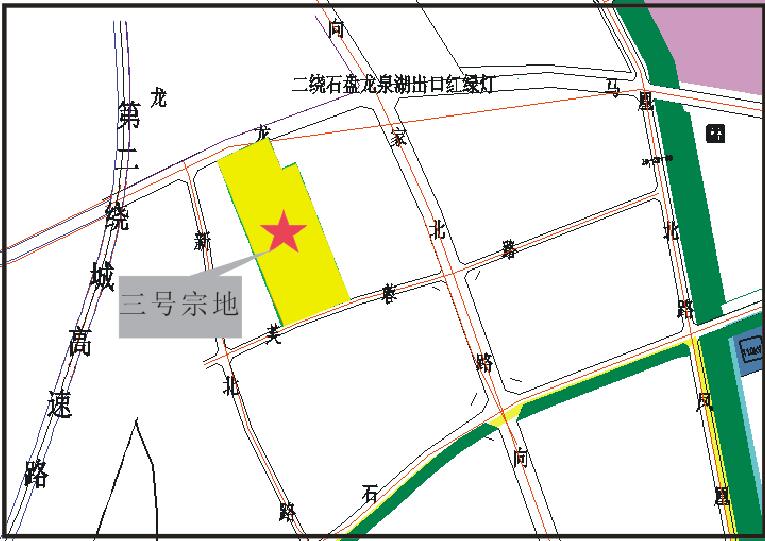 向
二绕石盘龙泉湖出口红绿灯
龙
马
凰
第二绕城高速路
龙
家
北
路
向
新
北
路
三号宗地
芙
蓉
路
北
路
凤
凰
石